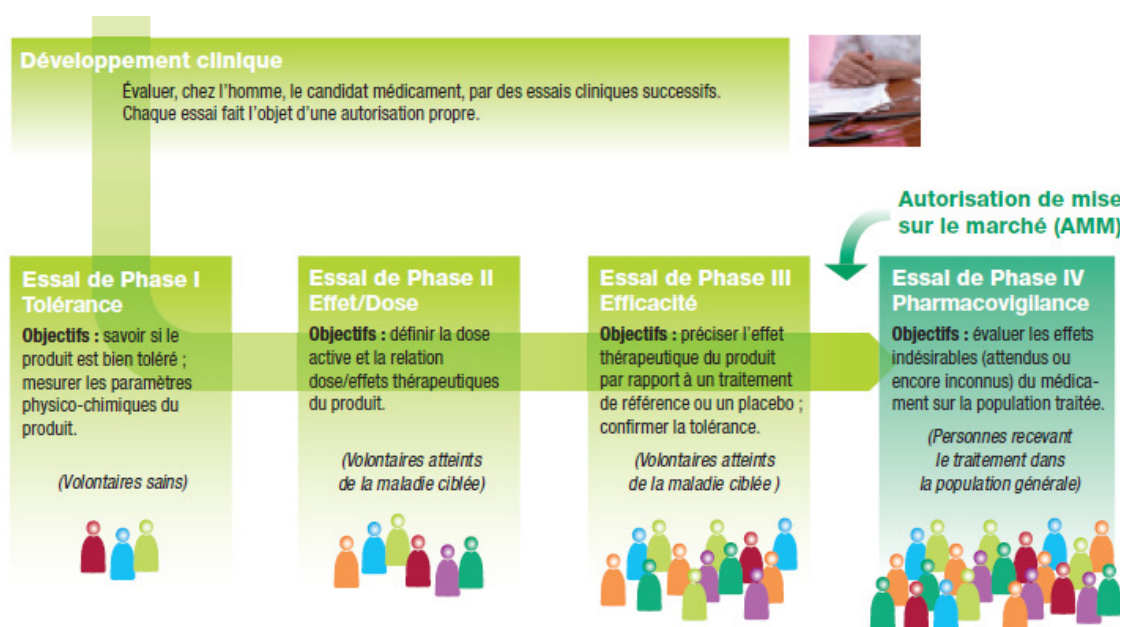 Développement clinique
Évaluer, chez l'homme, le candidat médicament, par des essais cliniques successifs.
Chaque essai fait l'objet d'une autorisation propre.
Autorisation de mise
sur le marché (AMM)
Essai de Phase I
Tolérance
Objectifs : savoir si le
produit est bien toléré ;
mesurer les paramètres
physico-chimiques du
produit.
(Volontaires sains)
Essai de Phase II
Effet/Dose
Objectifs : définir la dose
active et la relation
dose/effets thérapeutiques
du produit.
(Volontaires atteints
de la maladie ciblée)
Essai de Phase III
Efficacité
Objectifs : préciser l'effet
thérapeutique du produit
par rapport à un traitement
de référence ou un placebo ;
confirmer la tolérance.
(Volontaires atteints
de la maladie ciblée )
Essai de Phase IV
Pharmacovigilance
Objectifs : évaluer les effets
indésirables (attendus ou
encore inconnus) du médica-
ment sur la population traitée.
(Personnes recevant
le traitement dans
la population générale)